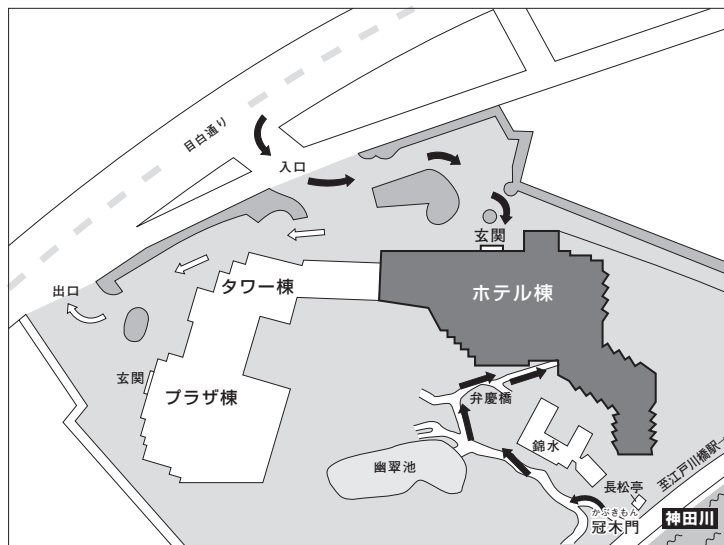 目白通り
入口
玄関
出口
タワー棟
ホテル棟
玄関
プラザ棟
弁慶橋
錦水
幽翠池
至江戸川橋駅→
長松亭
かぶきもん
冠木門
神田川